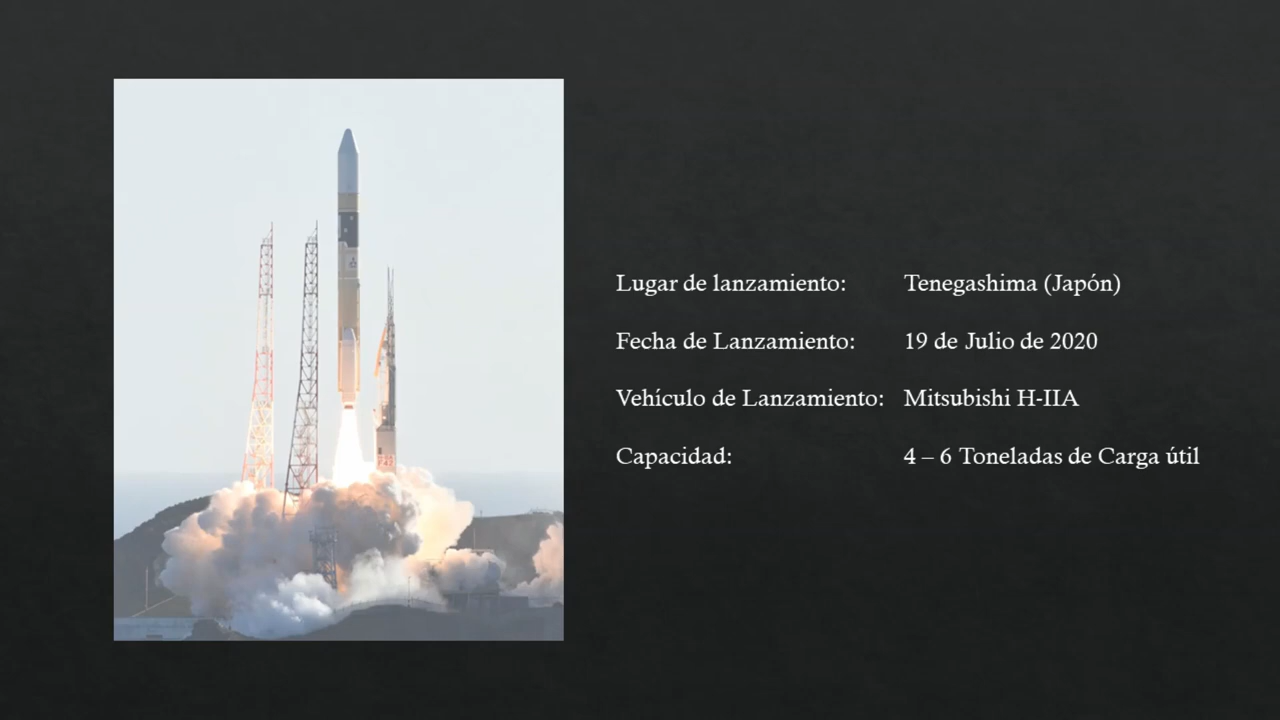 Lugar de lanzamiento: Tenegashima (Japón)
Fecha de Lanzamiento: 19 de Julio de 2020
Vehículo de Lanzamiento: Mitsubishi H-IIA
Capacidad: 4 – 6 Toneladas de Carga útil